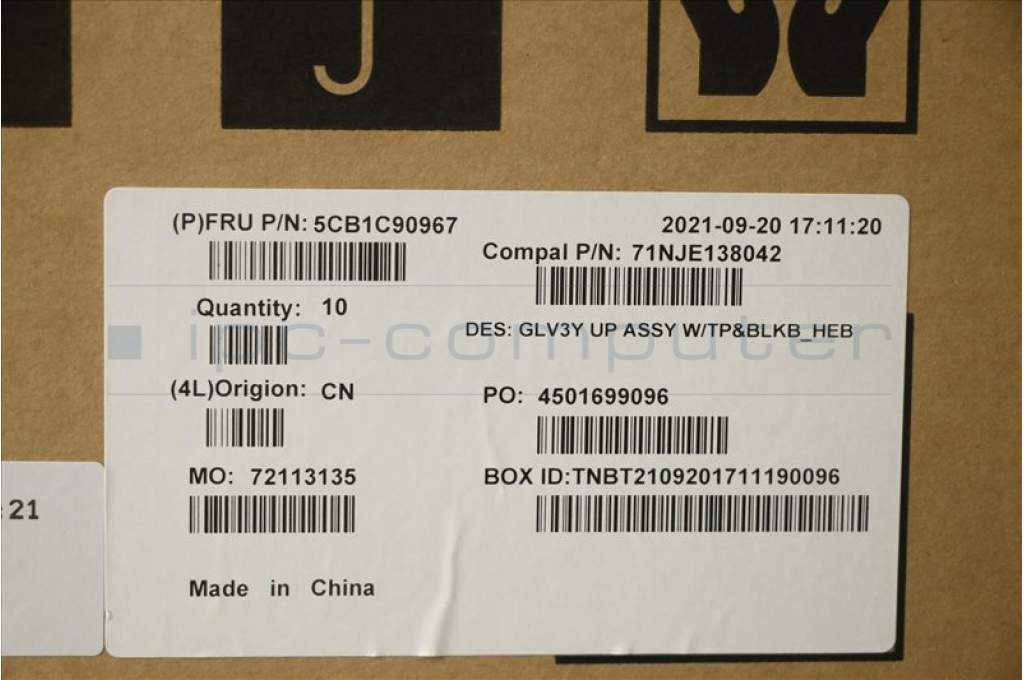 (P)FRU P/N: 5CB1C90967
2021-09-20 17:11:20
Compal P/N: 71NJE138042
Quantity: 10
DES: GLV3Y UP ASSY W/TP&BLKB_HEB
ipc-computer
(4L)Origion: CN
PO: 4501699096
MO: 72113135
BOX ID:TNBT2109201711190096
:21
Made in China